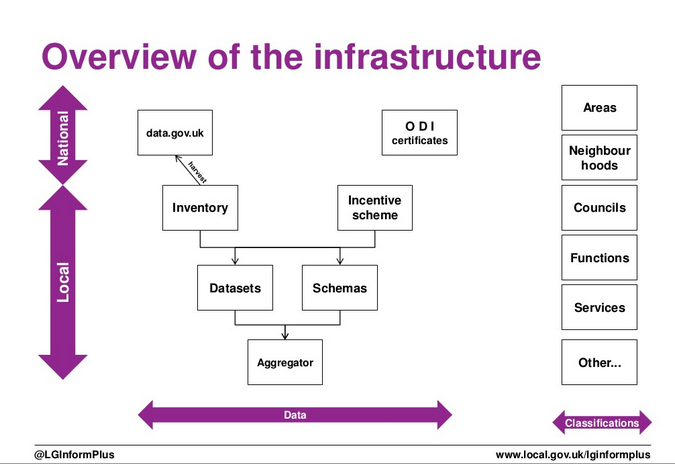 Overview of the infrastructure
National
data.gov.uk
O D I
certificates
harvest
Inventory
Incentive
scheme
Local
Datasets
Schemas
Aggregator
Data
Areas
Neighbour
hoods
Councils
Functions
Services
Other...
Classifications
@LGInformPlus
www.local.gov.uk/lginformplus